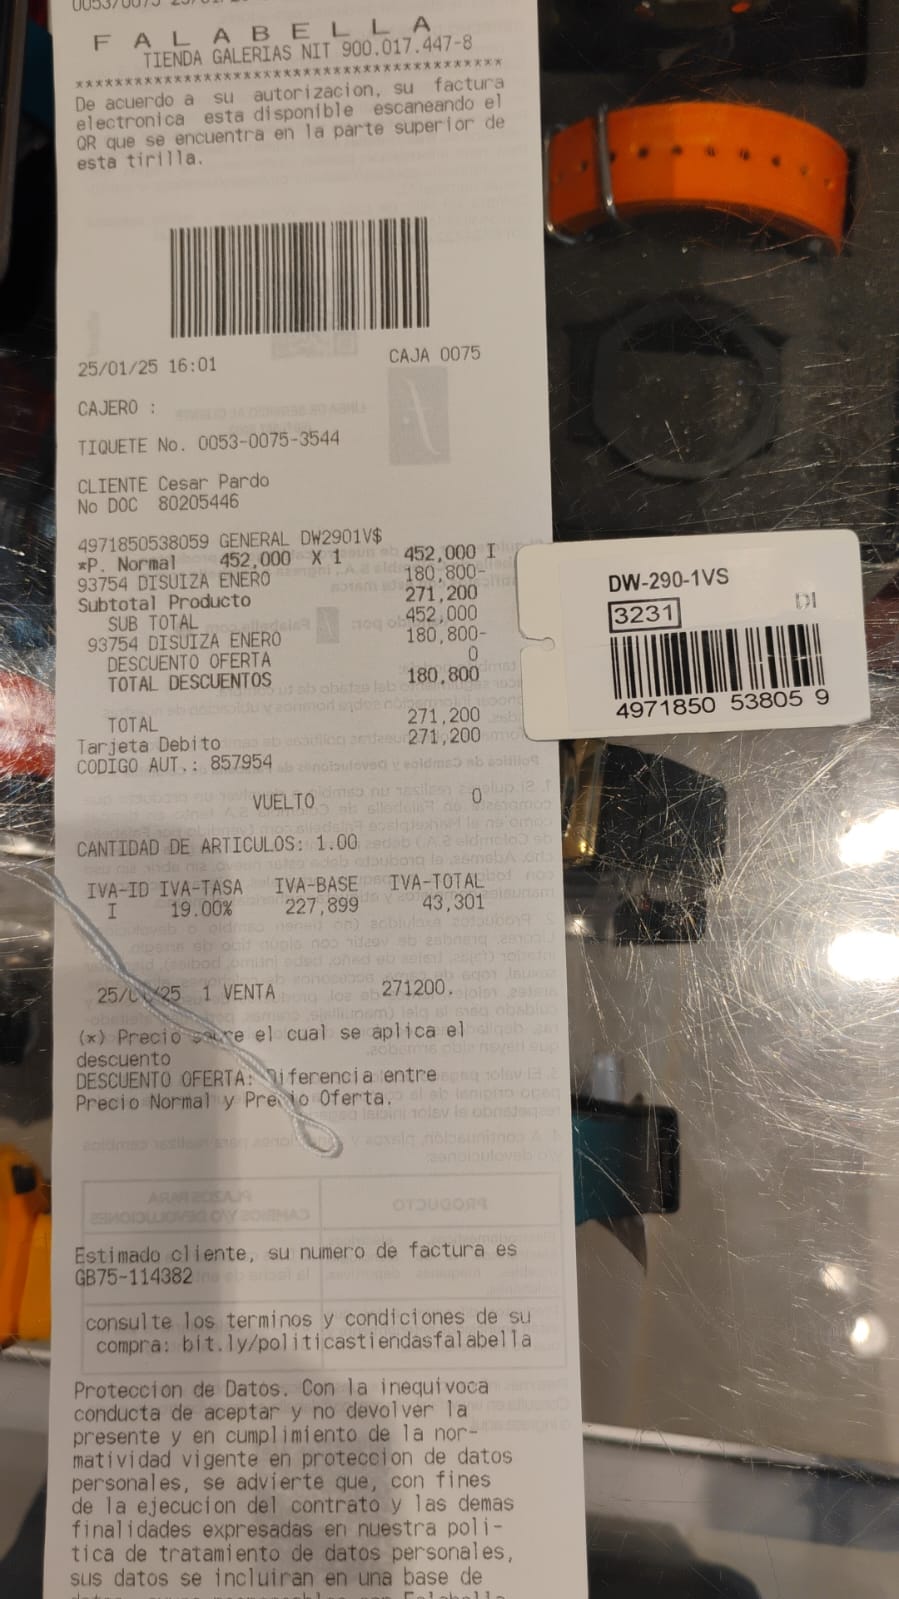 F A L A B E L L A
TIENDA GALERIAS NIT 900.017.447-8
******************************************
De acuerdo a su autorizacion, su factura
electronica esta disponible escaneando el
QR que se encuentra en la parte superior de
esta tirilla.
25/01/25 16:01 CAJA 0075
CAJERO :
TIQUETE No. 0053-0075-3544
CLIENTE Cesar Pardo
No DOC 80205446
4971850538059 GENERAL DW2901V$
*P. Normal 452,000 X 1 452,000 I
93754 DISUIZA ENERO 180,800-
Subtotal Producto 271,200
SUB TOTAL 452,000
93754 DISUIZA ENERO 180,800-
DESCUENTO OFERTA 0
TOTAL DESCUENTOS 180,800
TOTAL 271,200
Tarjeta Debito 271,200
CODIGO AUT.: 857954
VUELTO 0
CANTIDAD DE ARTICULOS: 1.00
IVA-ID IVA-TASA IVA-BASE IVA-TOTAL
I 19.00% 227,899 43,301
25/01/25 1 VENTA 271200.
(*) Precio sobre el cual se aplica el
descuento
DESCUENTO OFERTA: Diferencia entre
Precio Normal y Precio Oferta.
Estimado cliente, su numero de factura es
GB75-114382
consulte los terminos y condiciones de su
compra: bit.ly/politicastiendasfalabella
Proteccion de Datos. Con la inequivoca
conducta de aceptar y no devolver la
presente y en cumplimiento de la nor-
matividad vigente en proteccion de datos
personales, se advierte que, con fines
de la ejecucion del contrato y las demas
finalidades expresadas en nuestra poli-
tica de tratamiento de datos personales,
sus datos se incluiran en una base de
DW-290-1VS
3231 DI
4971850 53805 9